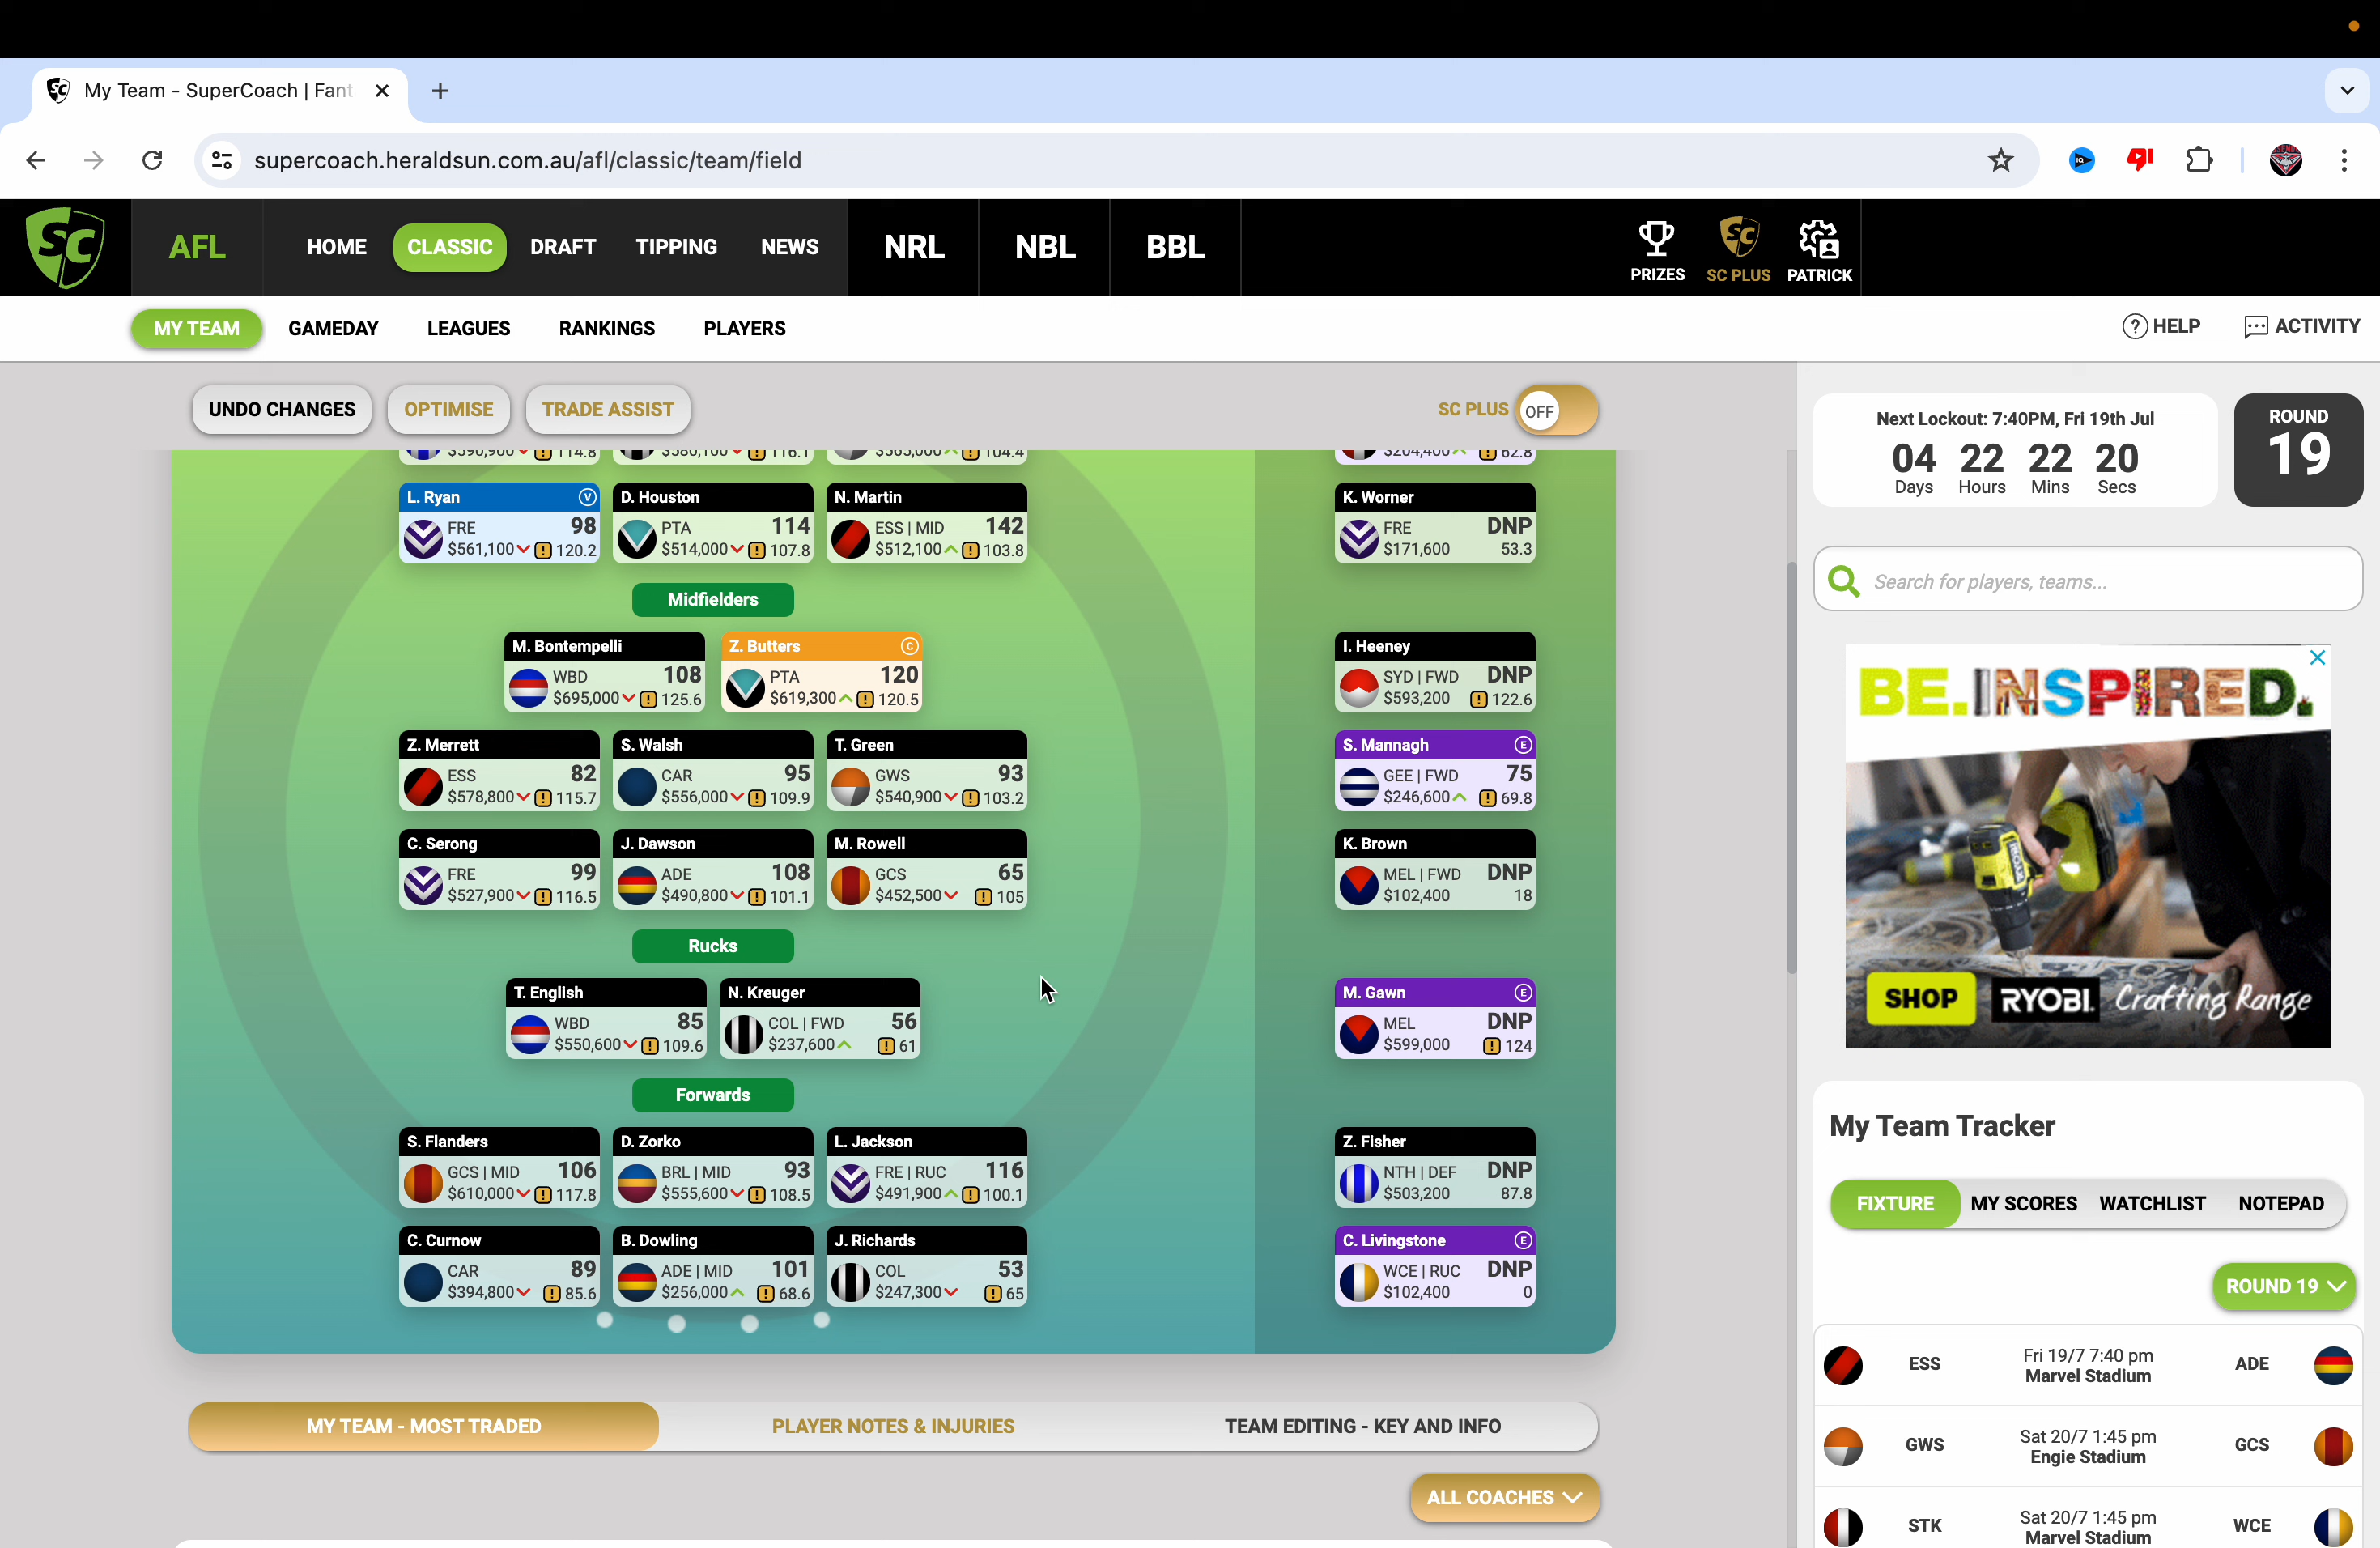 My Team - SuperCoach | Fant
supercoach.heraldsun.com.au/afl/classic/team/field
SC
AFL
HOME
CLASSIC
DRAFT
TIPPING
NEWS
NRL
NBL
BBL
PRIZES
SC PLUS
PATRICK
MY TEAM
GAMEDAY
LEAGUES
RANKINGS
PLAYERS
? HELP
ACTIVITY
UNDO CHANGES
OPTIMISE
TRADE ASSIST
SC PLUS OFF
$590,900 ! 114.8
$580,100 ! 116.1
! 104.4
$204,400 ! 62.8
L. Ryan V
FRE 98
$561,100 ! 120.2
D. Houston
PTA 114
$514,000 ! 107.8
N. Martin
ESS | MID 142
$512,100 ! 103.8
K. Worner
FRE DNP
$171,600 53.3
Midfielders
M. Bontempelli
WBD 108
$695,000 ! 125.6
Z. Butters C
PTA 120
$619,300 ! 120.5
I. Heeney
SYD | FWD DNP
$593,200 ! 122.6
Z. Merrett
ESS 82
$578,800 ! 115.7
S. Walsh
CAR 95
$556,000 ! 109.9
T. Green
GWS 93
$540,900 ! 103.2
S. Mannagh E
GEE | FWD 75
$246,600 ! 69.8
C. Serong
FRE 99
$527,900 ! 116.5
J. Dawson
ADE 108
$490,800 ! 101.1
M. Rowell
GCS 65
$452,500 ! 105
K. Brown
MEL | FWD DNP
$102,400 18
Rucks
T. English
WBD 85
$550,600 ! 109.6
N. Kreuger
COL | FWD 56
$237,600 ! 61
M. Gawn E
MEL DNP
$599,000 ! 124
Forwards
S. Flanders
GCS | MID 106
$610,000 ! 117.8
D. Zorko
BRL | MID 93
$555,600 ! 108.5
L. Jackson
FRE | RUC 116
$491,900 ! 100.1
Z. Fisher
NTH | DEF DNP
$503,200 87.8
C. Curnow
CAR 89
$394,800 ! 85.6
B. Dowling
ADE | MID 101
$256,000 ! 68.6
J. Richards
COL 53
$247,300 ! 65
C. Livingstone E
WCE | RUC DNP
$102,400 0
MY TEAM - MOST TRADED
PLAYER NOTES & INJURIES
TEAM EDITING - KEY AND INFO
ALL COACHES
Next Lockout: 7:40PM, Fri 19th Jul
04 22 22 20
Days Hours Mins Secs
ROUND
19
Search for players, teams...
BE.INSPIRED.
RYOBI
SHOP
RYOBI. Crafting Range
My Team Tracker
FIXTURE
MY SCORES
WATCHLIST
NOTEPAD
ROUND 19
ESS
Fri 19/7 7:40 pm
Marvel Stadium
ADE
GWS
Sat 20/7 1:45 pm
Engie Stadium
GCS
STK
Sat 20/7 1:45 pm
Marvel Stadium
WCE